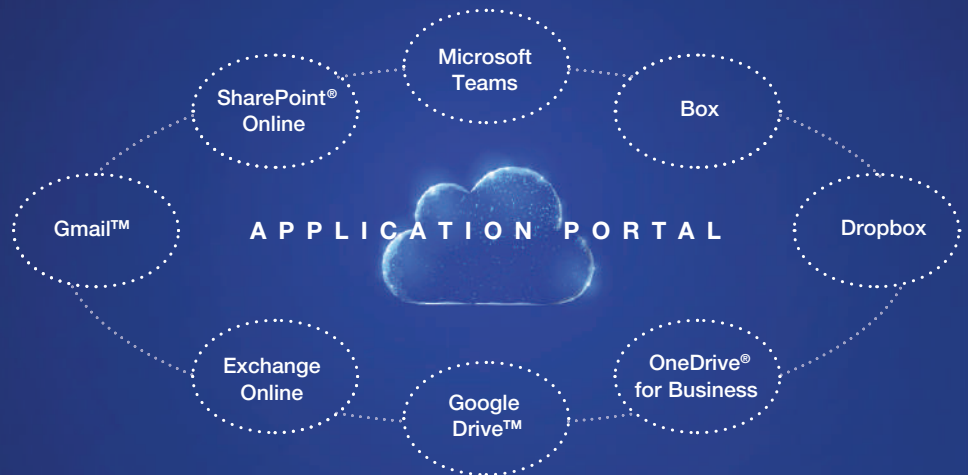 Microsoft
Teams
SharePoint®
Online
Box
Gmail™
APPLICATION PORTAL
Dropbox
Exchange
Online
OneDrive®
for Business
Google
Drive™